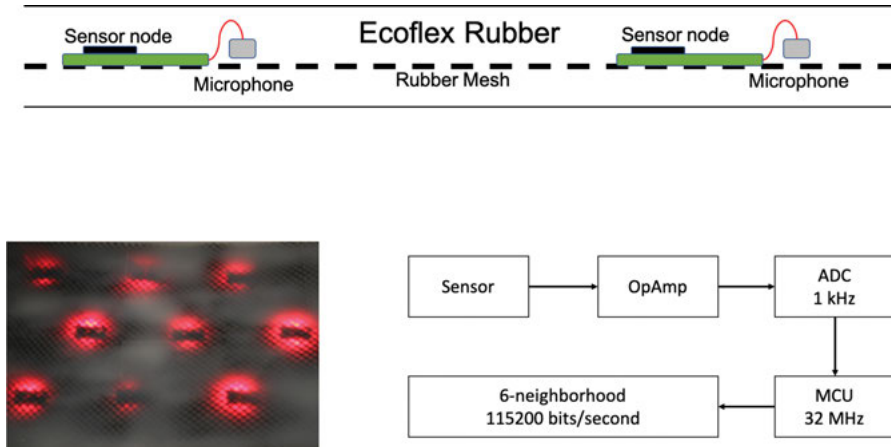 Sensor node
Ecoflex Rubber
Sensor node
Microphone
Rubber Mesh
Microphone
Sensor
OpAmp
ADC
1 kHz
6-neighborhood
115200 bits/second
MCU
32 MHz